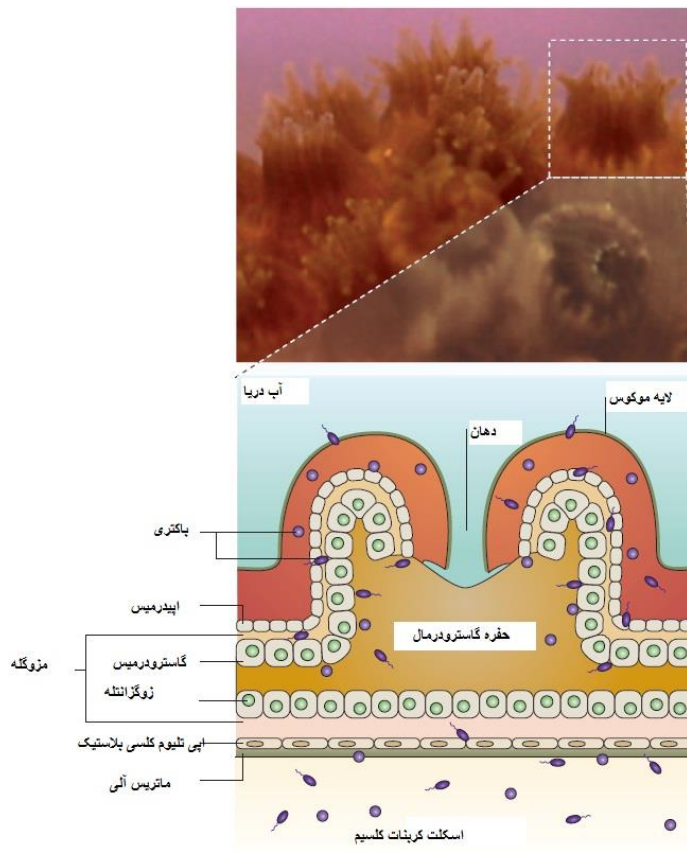 آب دریا
لایه موکوس
دهان
باکتری
اپیدرمیس
حفره گاسترودرمال
مزوگله
گاسترودرمیس
زوگزانتله
اپی تلیوم کلسی بلاستیک
ماتریس آلی
اسکلت کربنات کلسیم